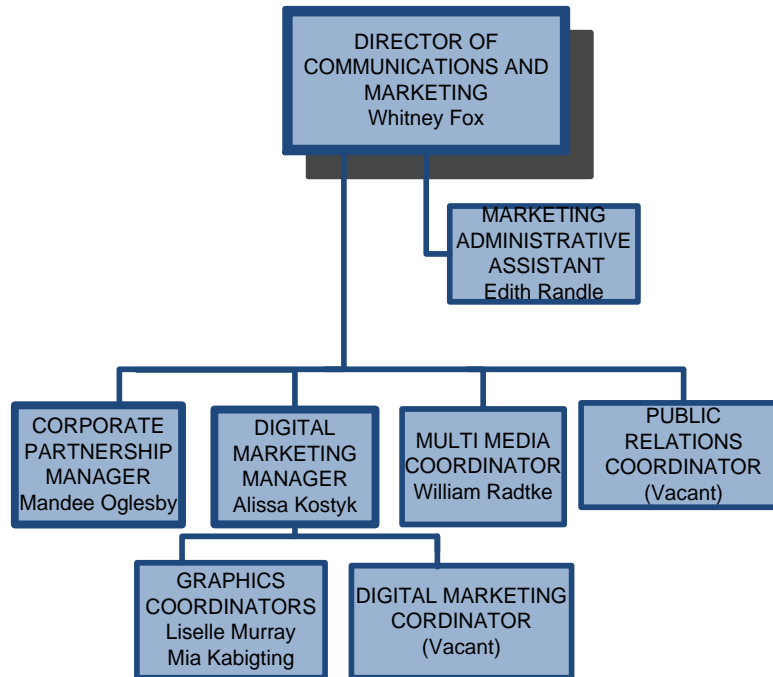 DIRECTOR OF
COMMUNICATIONS AND
MARKETING
Whitney Fox
MARKETING
ADMINISTRATIVE
ASSISTANT
Edith Randle
CORPORATE
PARTNERSHIP
MANAGER
Mandee Oglesby
DIGITAL
MARKETING
MANAGER
Alissa Kostyk
MULTI MEDIA
COORDINATOR
William Radtke
PUBLIC
RELATIONS
COORDINATOR
(Vacant)
GRAPHICS
COORDINATORS
Liselle Murray
Mia Kabigting
DIGITAL MARKETING
CORDINATOR
(Vacant)